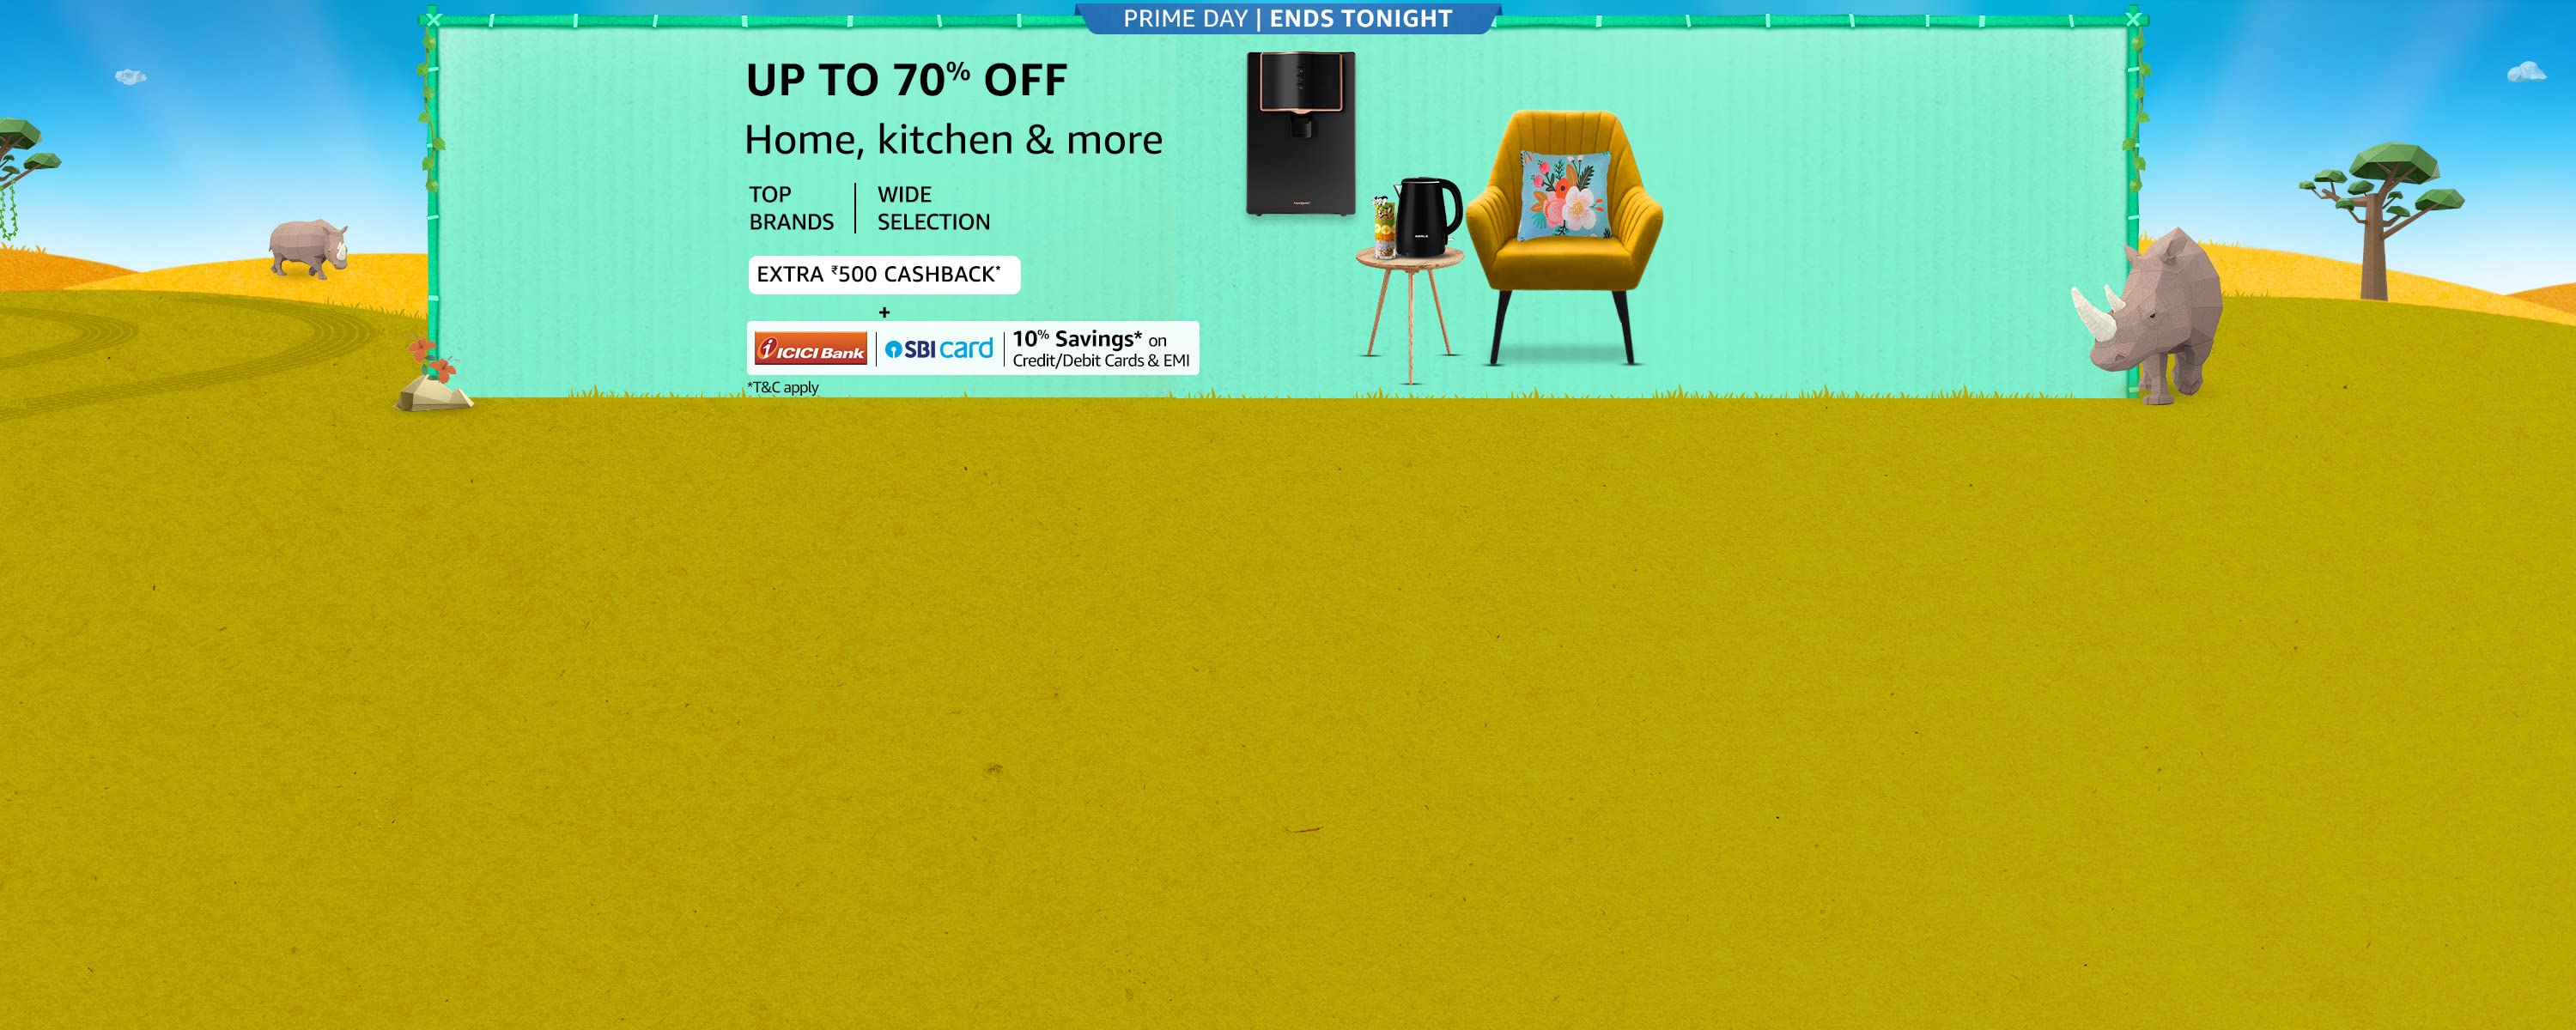 PRIME DAY | ENDS TONIGHT
UP TO 70% OFF
Home, kitchen & more
TOP
BRANDS
WIDE
SELECTION
EXTRA ₹500 CASHBACK*
+
ICICI Bank
SBI card
10% Savings* on
Credit/Debit Cards & EMI
*T&C apply